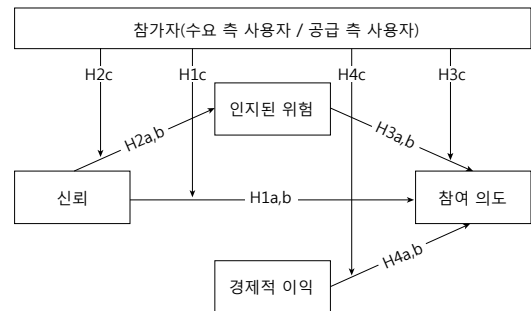 참가자(수요 측 사용자 / 공급 측 사용자)
H2c
H1c
H4c
H3c
인지된 위험
H2a,b
H3a,b
신뢰
H1a,b
참여 의도
경제적 이익
H4a,b